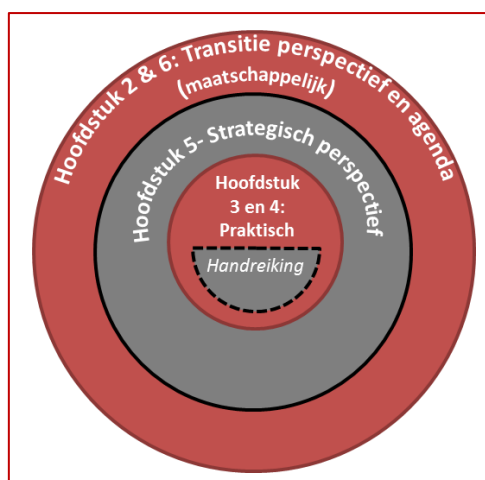 Hoofdstuk 2 & 6: Transitie perspectief en agenda
(maatschappelijk)
Hoofdstuk 5- Strategisch perspectief
Hoofdstuk
3 en 4:
Praktisch
Handreiking